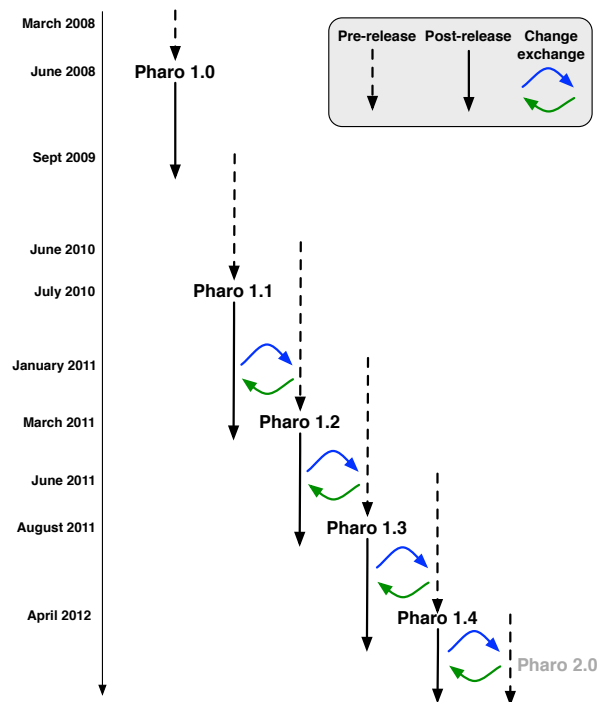 March 2008
Pre-release
Post-release
Change
exchange
June 2008
Pharo 1.0
Sept 2009
June 2010
July 2010
Pharo 1.1
January 2011
March 2011
Pharo 1.2
June 2011
August 2011
Pharo 1.3
April 2012
Pharo 1.4
Pharo 2.0